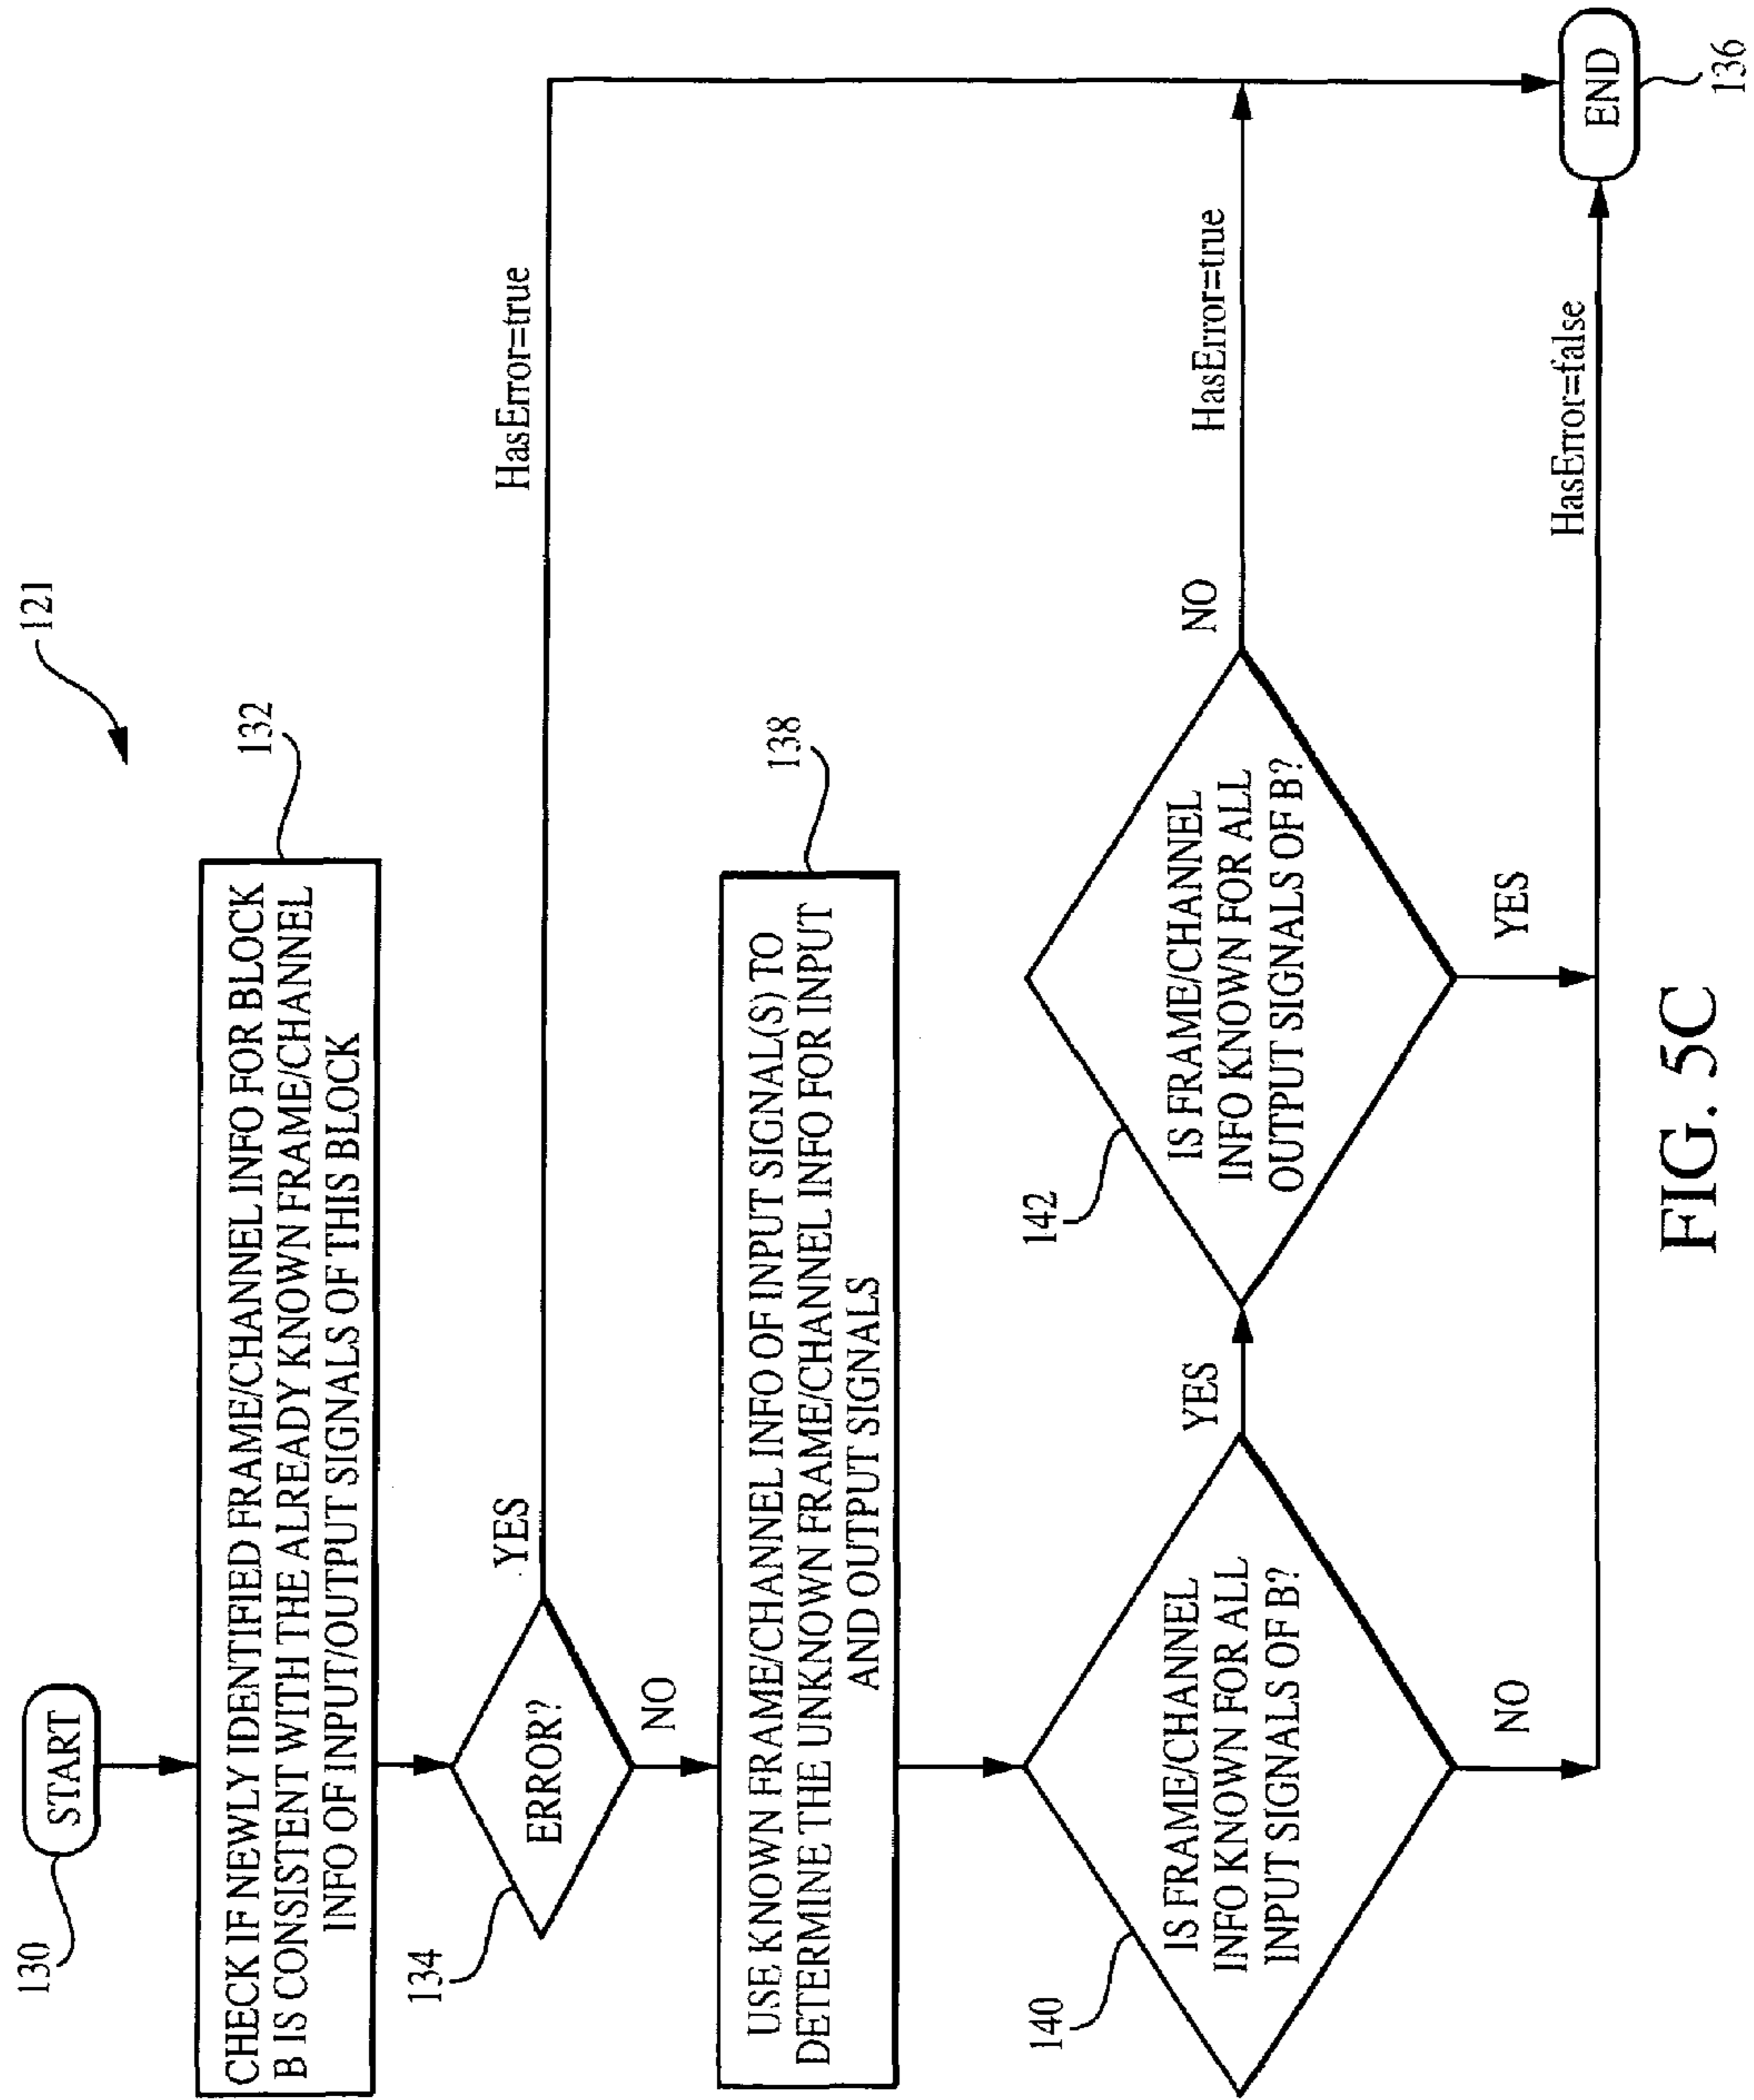 121
130
START
132
CHECK IF NEWLY IDENTIFIED FRAME/CHANNEL INFO FOR BLOCK
B IS CONSISTENT WITH THE ALREADY KNOWN FRAME/CHANNEL
INFO OF INPUT/OUTPUT SIGNALS OF THIS BLOCK
134
ERROR?
YES
HasError=true
NO
138
USE KNOWN FRAME/CHANNEL INFO OF INPUT SIGNAL(S) TO
DETERMINE THE UNKNOWN FRAME/CHANNEL INFO FOR INPUT
AND OUTPUT SIGNALS
140
IS FRAME/CHANNEL
INFO KNOWN FOR ALL
INPUT SIGNALS OF B?
YES
142
IS FRAME/CHANNEL
INFO KNOWN FOR ALL
OUTPUT SIGNALS OF B?
NO
HasError=true
NO
YES
HasError=false
END
136
FIG. 5C